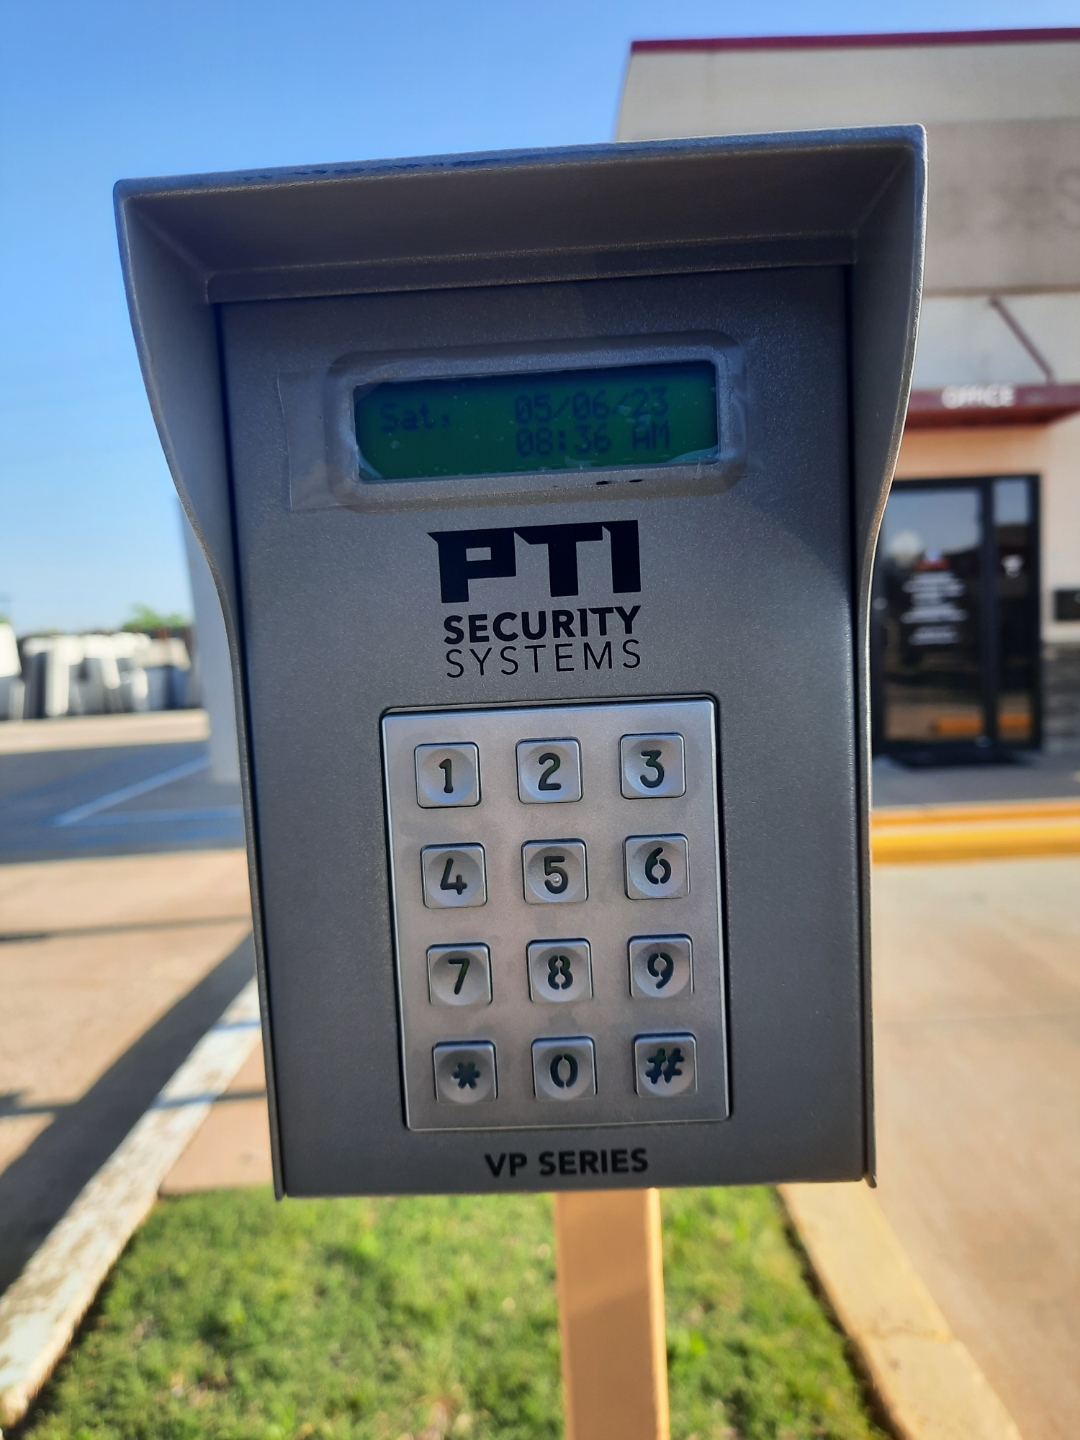 Sat. 05/06/23
08:36 AM
PTI
SECURITY
SYSTEMS
1 2 3
4 5 6
7 8 9
* 0 #
VP SERIES
OFFICE